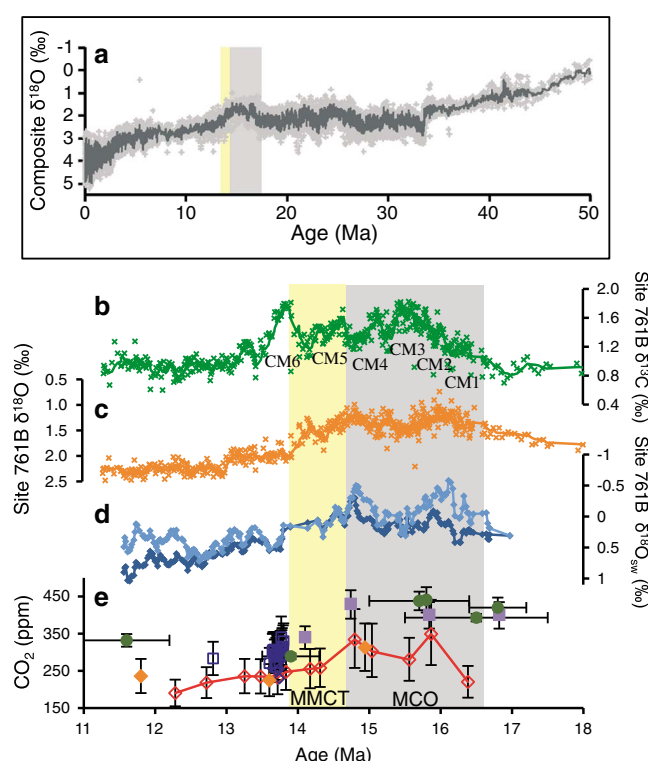 a
Composite δ¹⁸O (‰)
-1
0
1
2
3
4
5
0 10 20 30 40 50
Age (Ma)
b
2.0
1.6
1.2
0.8
0.4
Site 761B δ¹³C (‰)
CM6 CM5 CM4 CM3 CM2 CM1
c
Site 761B δ¹⁸O (‰)
0.5
1.0
1.5
2.0
2.5
d
-1
-0.5
0
0.5
1
Site 761B δ¹⁸Osw (‰)
e
CO₂ (ppm)
450
350
250
150
MMCT MCO
11 12 13 14 15 16 17 18
Age (Ma)